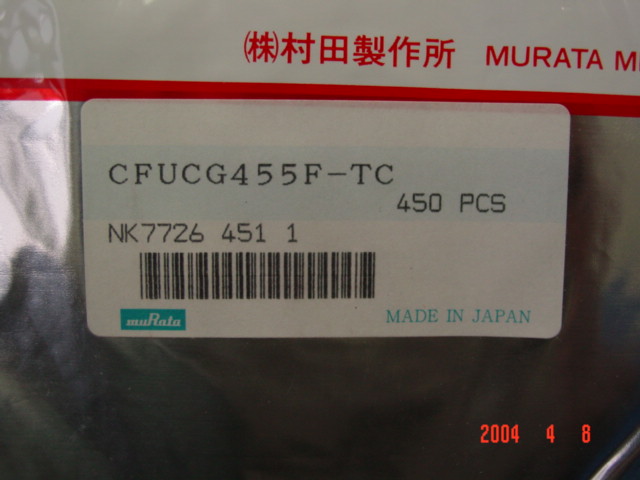 ㈱村田製作所 MURATA M
CFUCG455F-TC
450 PCS
NK7726 451 1
muRata
MADE IN JAPAN
2004 4 8